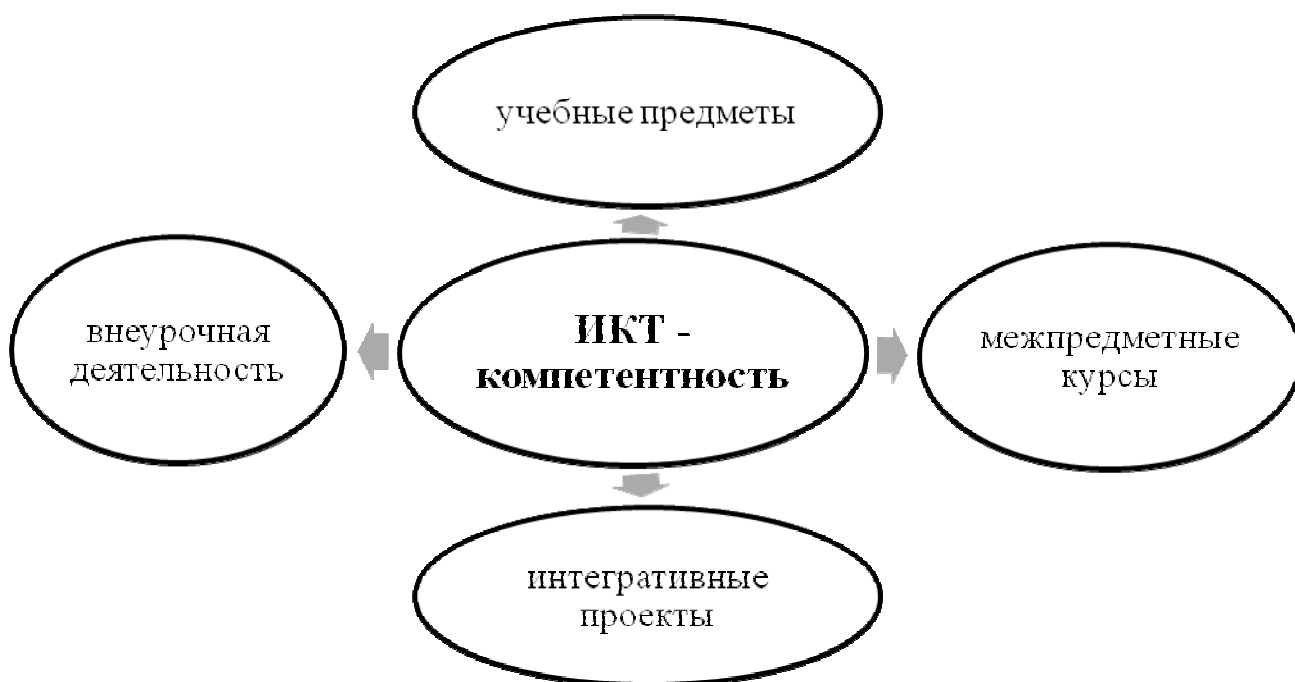 учебные предметы
внеурочная
деятельность
ИКТ -
компетентность
межпредметные
курсы
интегративные
проекты